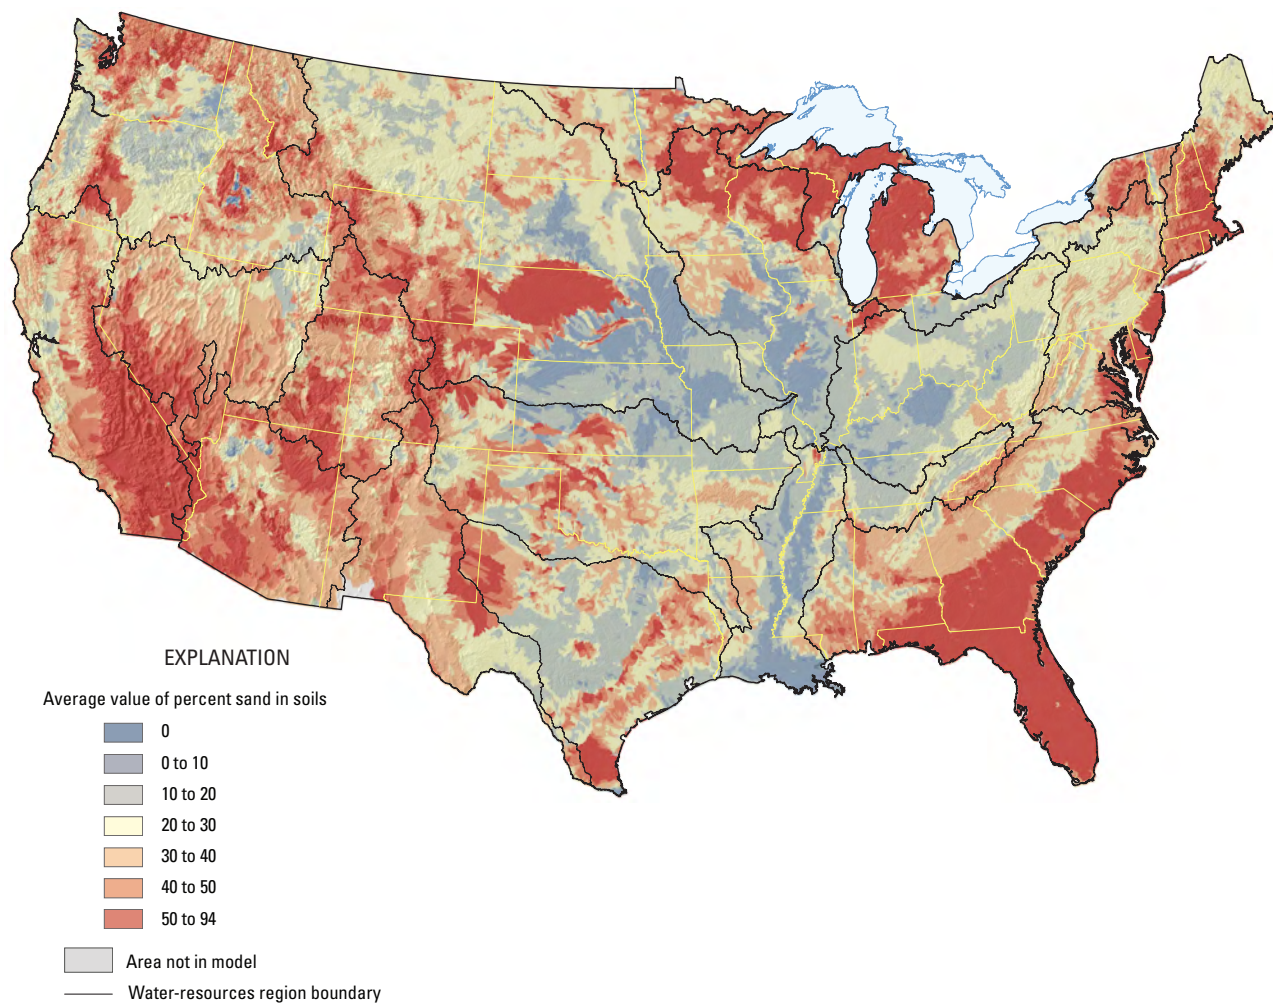 EXPLANATION
Average value of percent sand in soils
0
0 to 10
10 to 20
20 to 30
30 to 40
40 to 50
50 to 94
Area not in model
Water-resources region boundary